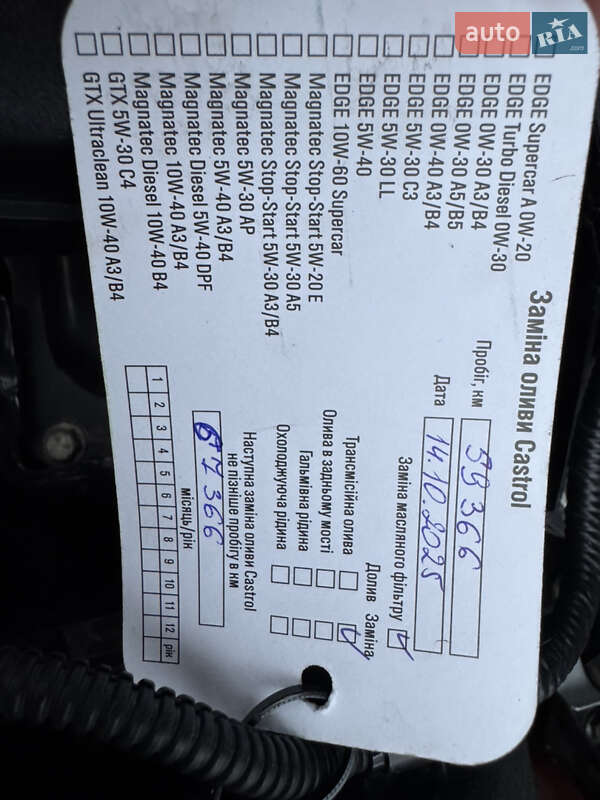 auto RIA.com
Заміна оливи Castrol
Пробіг, км 59366
Дата 14.10.2025
Заміна масляного фільтру
Долив Заміна
Трансмісійна олива
Олива в задньому мості
Гальмівна рідина
Охолоджуюча рідина
Наступна заміна оливи Castrol
не пізніше пробігу в км
67366
місяць/рік
1 2 3 4 5 6 7 8 9 10 11 12 рік
EDGE Supercar A 0W-20
EDGE Turbo Diesel 0W-30
EDGE 0W-30 A3/B4
EDGE 0W-30 A5/B5
EDGE 0W-40 A3/B4
EDGE 5W-30 C3
EDGE 5W-30 LL
EDGE 5W-40
EDGE 10W-60 Supercar
Magnatec Stop-Start 5W-20 E
Magnatec Stop-Start 5W-30 A5
Magnatec Stop-Start 5W-30 A3/B4
Magnatec 5W-30 AP
Magnatec 5W-40 A3/B4
Magnatec Diesel 5W-40 DPF
Magnatec 10W-40 A3/B4
Magnatec Diesel 10W-40 B4
GTX 5W-30 C4
GTX Ultraclean 10W-40 A3/B4